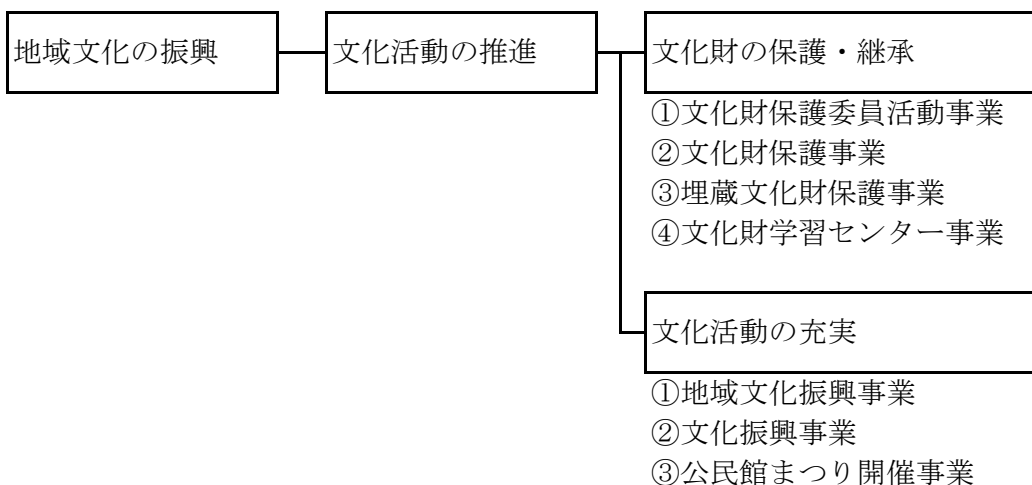 地域文化の振興
文化活動の推進
文化財の保護・継承
①文化財保護委員活動事業
②文化財保護事業
③埋蔵文化財保護事業
④文化財学習センター事業
文化活動の充実
①地域文化振興事業
②文化振興事業
③公民館まつり開催事業